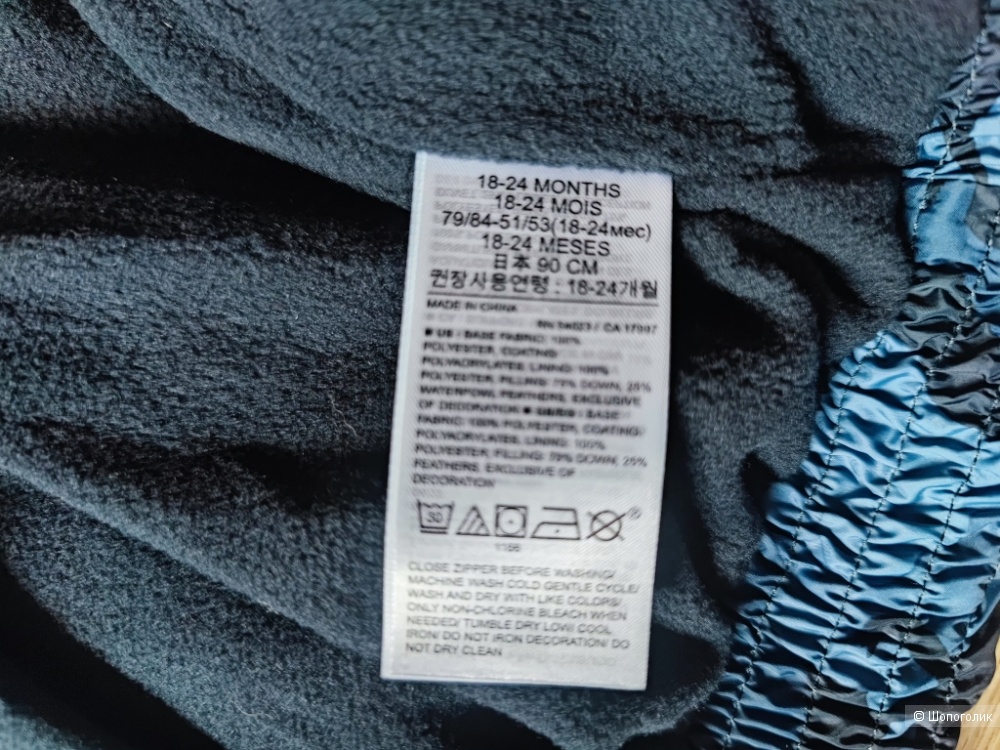 18-24 MONTHS
18-24 MOIS
79/84-51/53(18-24мес)
18-24 MESES
日本 90 CM
권장사용연령 : 18-24개월
MADE IN CHINA
RN 54023 / CA 17897
■ US / BASE FABRIC: 100%
POLYESTER, COATING:
POLYACRYLATES, LINING: 100%
POLYESTER, FILLING: 75% DOWN, 25%
WATERFOWL FEATHERS, EXCLUSIVE
OF DECORATION ■ / BASE
FABRIC: 100% POLYESTER, COATING:
POLYACRYLATES, LINING: 100%
POLYESTER, FILLING: 75% DOWN, 25%
FEATHERS, EXCLUSIVE OF
DECORATION
30
CLOSE ZIPPER BEFORE WASHING/
MACHINE WASH COLD GENTLE CYCLE/
WASH AND DRY WITH LIKE COLORS/
ONLY NON-CHLORINE BLEACH WHEN
NEEDED/ TUMBLE DRY LOW/ COOL
IRON/ DO NOT IRON DECORATION/ DO
NOT DRY CLEAN
© Шопоголик